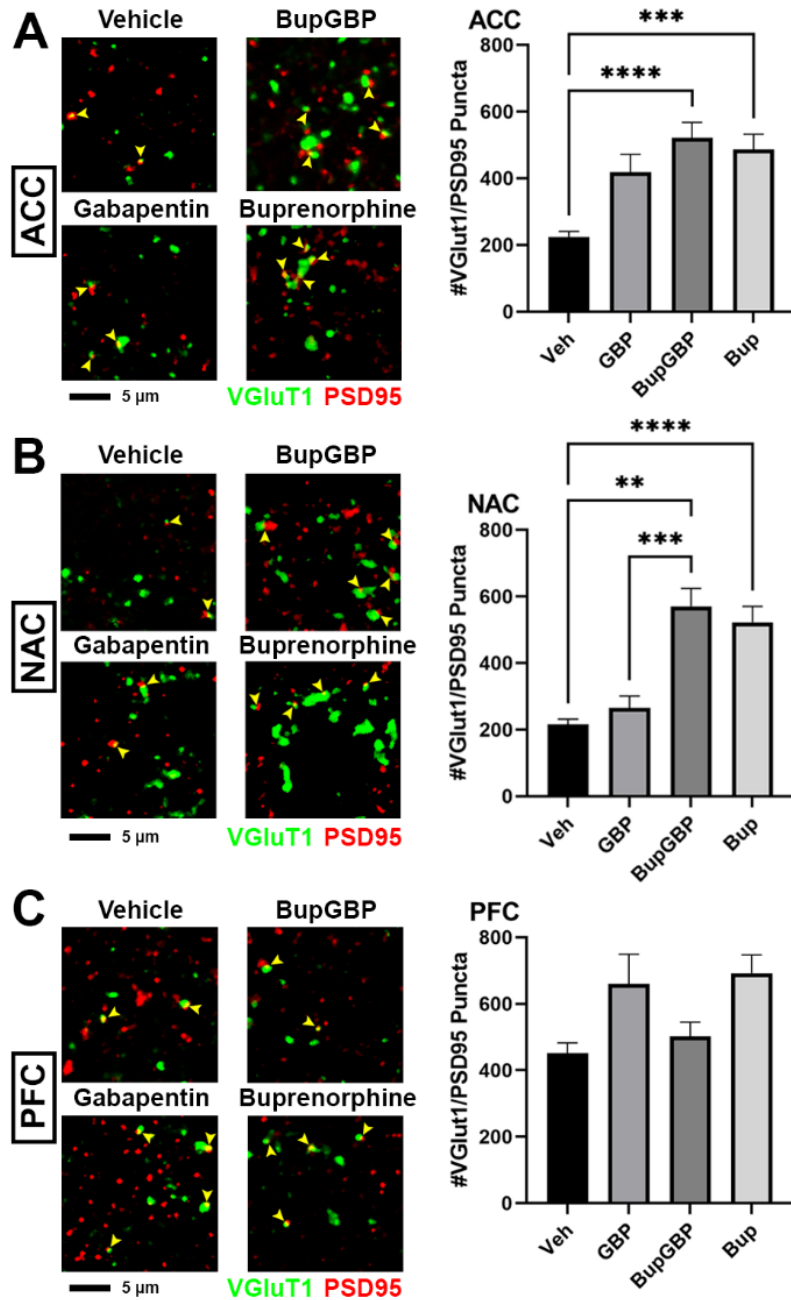 A
Vehicle
BupGBP
ACC
Gabapentin
Buprenorphine
5 µm
VGluT1 PSD95
ACC
#VGlut1/PSD95 Puncta
800
600
400
200
0
***
****
Veh
GBP
BupGBP
Bup
B
Vehicle
BupGBP
NAC
Gabapentin
Buprenorphine
5 µm
VGluT1 PSD95
NAC
#VGlut1/PSD95 Puncta
800
600
400
200
0
****
**
***
Veh
GBP
BupGBP
Bup
C
Vehicle
BupGBP
PFC
Gabapentin
Buprenorphine
5 µm
VGluT1 PSD95
PFC
#VGlut1/PSD95 Puncta
800
600
400
200
0
Veh
GBP
BupGBP
Bup